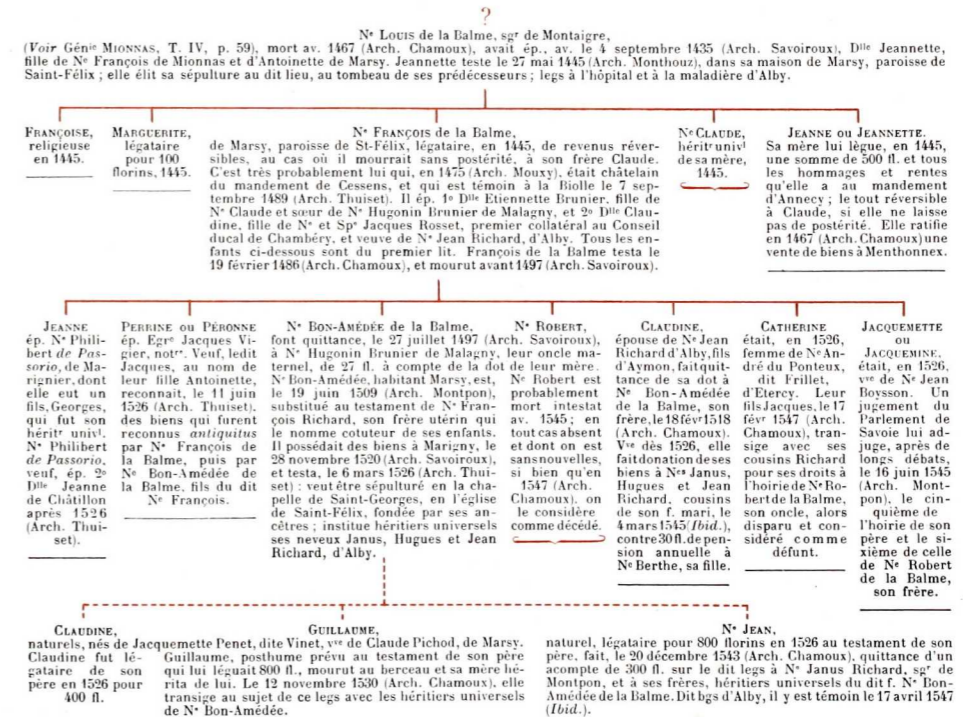 ?
Nᵉ LOUIS de la Balme, sgʳ de Montaigre,
(Voir Génⁱᵉ MIONNAS, T. IV, p. 59), mort av. 1467 (Arch. Chamoux), avait ép., av. le 4 septembre 1435 (Arch. Savoiroux), Dˡˡᵉ Jeannette,
fille de Nᵉ François de Mionnas et d'Antoinette de Marsy. Jeannette teste le 27 mai 1445 (Arch. Monthouz), dans sa maison de Marsy, paroisse de
Saint-Félix ; elle élit sa sépulture au dit lieu, au tombeau de ses prédécesseurs ; legs à l'hôpital et à la maladière d'Alby.
FRANÇOISE,
religieuse
en 1445.
MARGUERITE,
légataire
pour 100
florins, 1445.
Nᵉ FRANÇOIS de la Balme,
de Marsy, paroisse de St-Félix, légataire, en 1445, de revenus réver-
sibles, au cas où il mourrait sans postérité, à son frère Claude.
C'est très probablement lui qui, en 1475 (Arch. Mouxy), était châtelain
du mandement de Cessens, et qui est témoin à la Biolle le 7 sep-
tembre 1489 (Arch. Thuiset). Il ép. 1º Dˡˡᵉ Etiennette Brunier, fille de
Nᵉ Claude et sœur de Nᵉ Hugonin Brunier de Malagny, et 2º Dˡˡᵉ Clau-
dine, fille de Nᵉ et Spᵉ Jacques Rosset, premier collatéral au Conseil
ducal de Chambéry, et veuve de Nᵉ Jean Richard, d'Alby. Tous les en-
fants ci-dessous sont du premier lit. François de la Balme testa le
19 février 1486 (Arch. Chamoux), et mourut avant 1497 (Arch. Savoiroux).
Nᵉ CLAUDE,
héritʳ univˡ
de sa mère,
1445.
JEANNE OU JEANNETTE.
Sa mère lui lègue, en 1445,
une somme de 500 fl. et tous
les hommages et rentes
qu'elle a au mandement
d'Annecy ; le tout réversible
à Claude, si elle ne laisse
pas de postérité. Elle ratifie
en 1467 (Arch. Chamoux) une
vente de biens à Menthonnex.
JEANNE
ép. Nᵉ Phili-
bert de Pas-
sorio, de Ma-
rignier, dont
elle eut un
fils, Georges,
qui fut son
héritʳ univˡ.
Nᵉ Philibert
de Passorio,
veuf, ép. 2º
Dˡˡᵉ Jeanne
de Châtillon
après 1526
(Arch. Thui-
set).
PERRINE OU PÉRONNE
ép. Egʳᵉ Jacques Vi-
gier, notʳᵉ. Veuf, ledit
Jacques, au nom de
leur fille Antoinette,
reconnait, le 11 juin
1526 (Arch. Thuiset),
des biens qui furent
reconnus antiquitus
par Nᵉ François de
la Balme, puis par
Nᵉ Bon-Amédée de
la Balme, fils du dit
Nᵉ François.
Nᵉ BON-AMÉDÉE de la Balme,
font quittance, le 27 juillet 1497 (Arch. Savoiroux),
à Nᵉ Hugonin Brunier de Malagny, leur oncle ma-
ternel, de 27 fl. à compte de la dot de leur mère.
Nᵉ Bon-Amédée, habitant Marsy, est,
le 19 juin 1509 (Arch. Montpon),
substitué au testament de Nᵉ Fran-
çois Richard, son frère utérin qui
le nomme cotuteur de ses enfants.
Il possédait des biens à Marigny, le
28 novembre 1520 (Arch. Savoiroux),
et testa, le 6 mars 1526 (Arch. Thui-
set) : veut être sépulturé en la cha-
pelle de Saint-Georges, en l'église
de Saint-Félix, fondée par ses an-
cêtres ; institue héritiers universels
ses neveux Janus, Hugues et Jean
Richard, d'Alby.
Nᵉ ROBERT,
Nᵉ Robert est
probablement
mort intestat
av. 1545 ; en
tout cas absent
et dont on est
sans nouvelles,
si bien qu'en
1547 (Arch.
Chamoux), on
le considère
comme décédé.
CLAUDINE,
épouse de Nᵉ Jean
Richard d'Alby, fils
d'Aymon, fait quit-
tance de sa dot à
Nᵉ Bon-Amédée
de la Balme, son
frère, le 18 févʳ 1518
(Arch. Chamoux).
Vᵛᵉ dès 1526, elle
fait donation de ses
biens à Nᵉˢ Janus,
Hugues et Jean
Richard, cousins
de son f. mari, le
4 mars 1545 (Ibid.),
contre 30 fl. de pen-
sion annuelle à
Nᵉ Berthe, sa fille.
CATHERINE
était, en 1526,
femme de Nᵉ An-
dré du Ponteux,
dit Frillet,
d'Etercy. Leur
fils Jacques, le 17
févʳ 1547 (Arch.
Chamoux), tran-
sige avec ses
cousins Richard
pour ses droits à
l'hoirie de Nᵉ Ro-
bert de la Balme,
son oncle, alors
disparu et con-
sidéré comme
défunt.
JACQUEMETTE
OU
JACQUEMINE,
était, en 1526,
vᵛᵉ de Nᵉ Jean
Boysson. Un
jugement du
Parlement de
Savoie lui ad-
juge, après de
longs débats,
le 16 juin 1545
(Arch. Mont-
pon), le cin-
quième de
l'hoirie de son
père et le si-
xième de celle
de Nᵉ Robert
de la Balme,
son frère.
CLAUDINE,
GUILLAUME,
naturels, nés de Jacquemette Penet, dite Vinet, vᵛᵉ de Claude Pichod, de Marsy.
Claudine fut lé-
gataire de son
père en 1526 pour
400 fl.
Guillaume, posthume prévu au testament de son père
qui lui léguait 800 fl., mourut au berceau et sa mère hé-
rita de lui. Le 12 novembre 1530 (Arch. Chamoux), elle
transige au sujet de ce legs avec les héritiers universels
de Nᵉ Bon-Amédée.
Nᵉ JEAN,
naturel, légataire pour 800 florins en 1526 au testament de son
père, fait, le 20 décembre 1543 (Arch. Chamoux), quittance d'un
acompte de 300 fl. sur le dit legs à Nᵉ Janus Richard, sgʳ de
Montpon, et à ses frères, hériers universels du dit f. Nᵉ Bon-
Amédée de la Balme. Dit bgs d'Alby, il y est témoin le 17 avril 1547
(Ibid.).